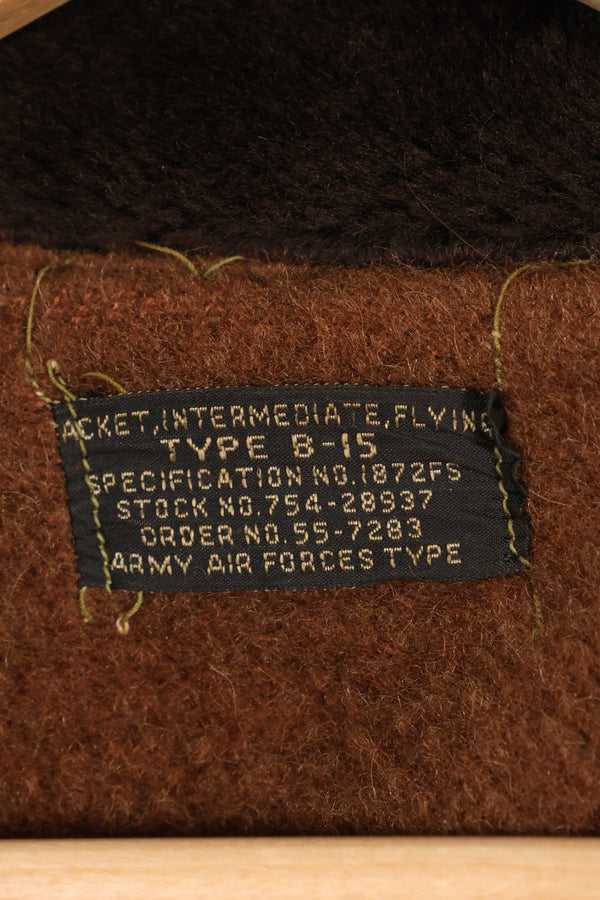 ACKET, INTERMEDIATE, FLYING
TYPE B-15
SPECIFICATION NO. 1872FS
STOCK NO. 754-28937
ORDER NO. 55-7283
ARMY AIR FORCES TYPE